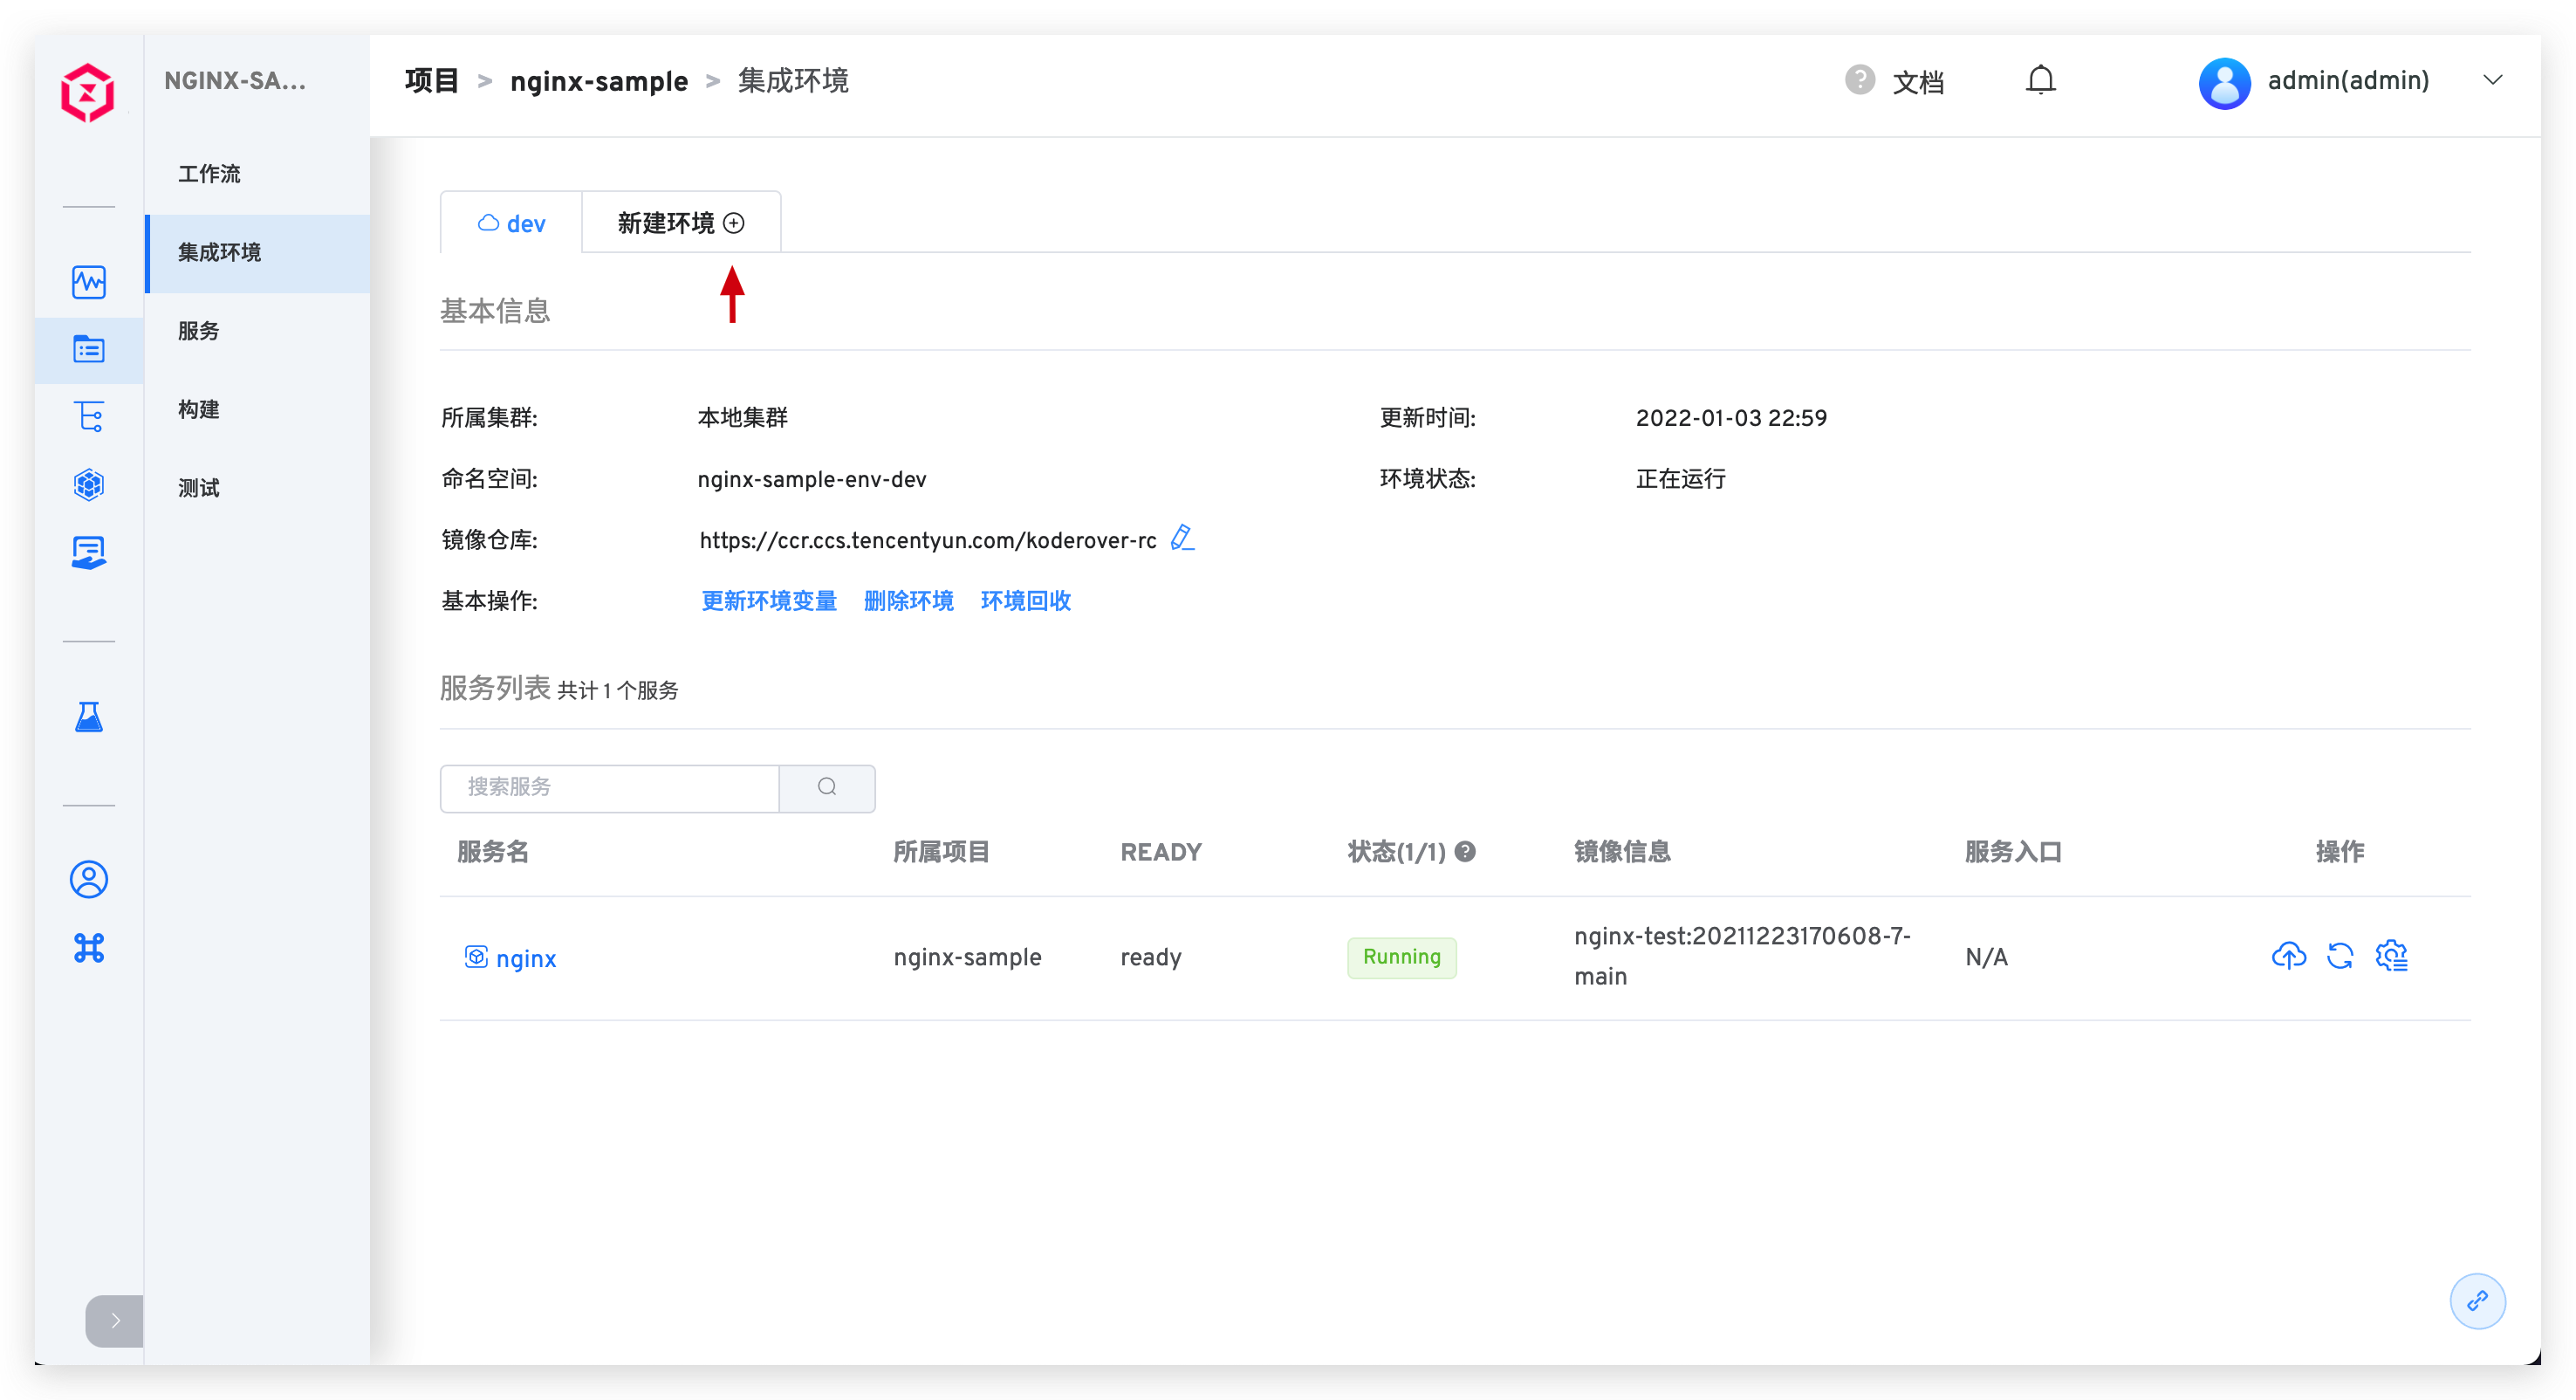 NGINX-SA...
项目 > nginx-sample > 集成环境
文档
admin(admin)
工作流
集成环境
服务
构建
测试
dev
新建环境
基本信息
所属集群: 本地集群 更新时间: 2022-01-03 22:59
命名空间: nginx-sample-env-dev 环境状态: 正在运行
镜像仓库: https://ccr.ccs.tencentyun.com/koderover-rc
基本操作: 更新环境变量 删除环境 环境回收
服务列表 共计 1 个服务
搜索服务
服务名 所属项目 READY 状态(1/1) 镜像信息 服务入口 操作
nginx nginx-sample ready Running nginx-test:20211223170608-7- N/A
main